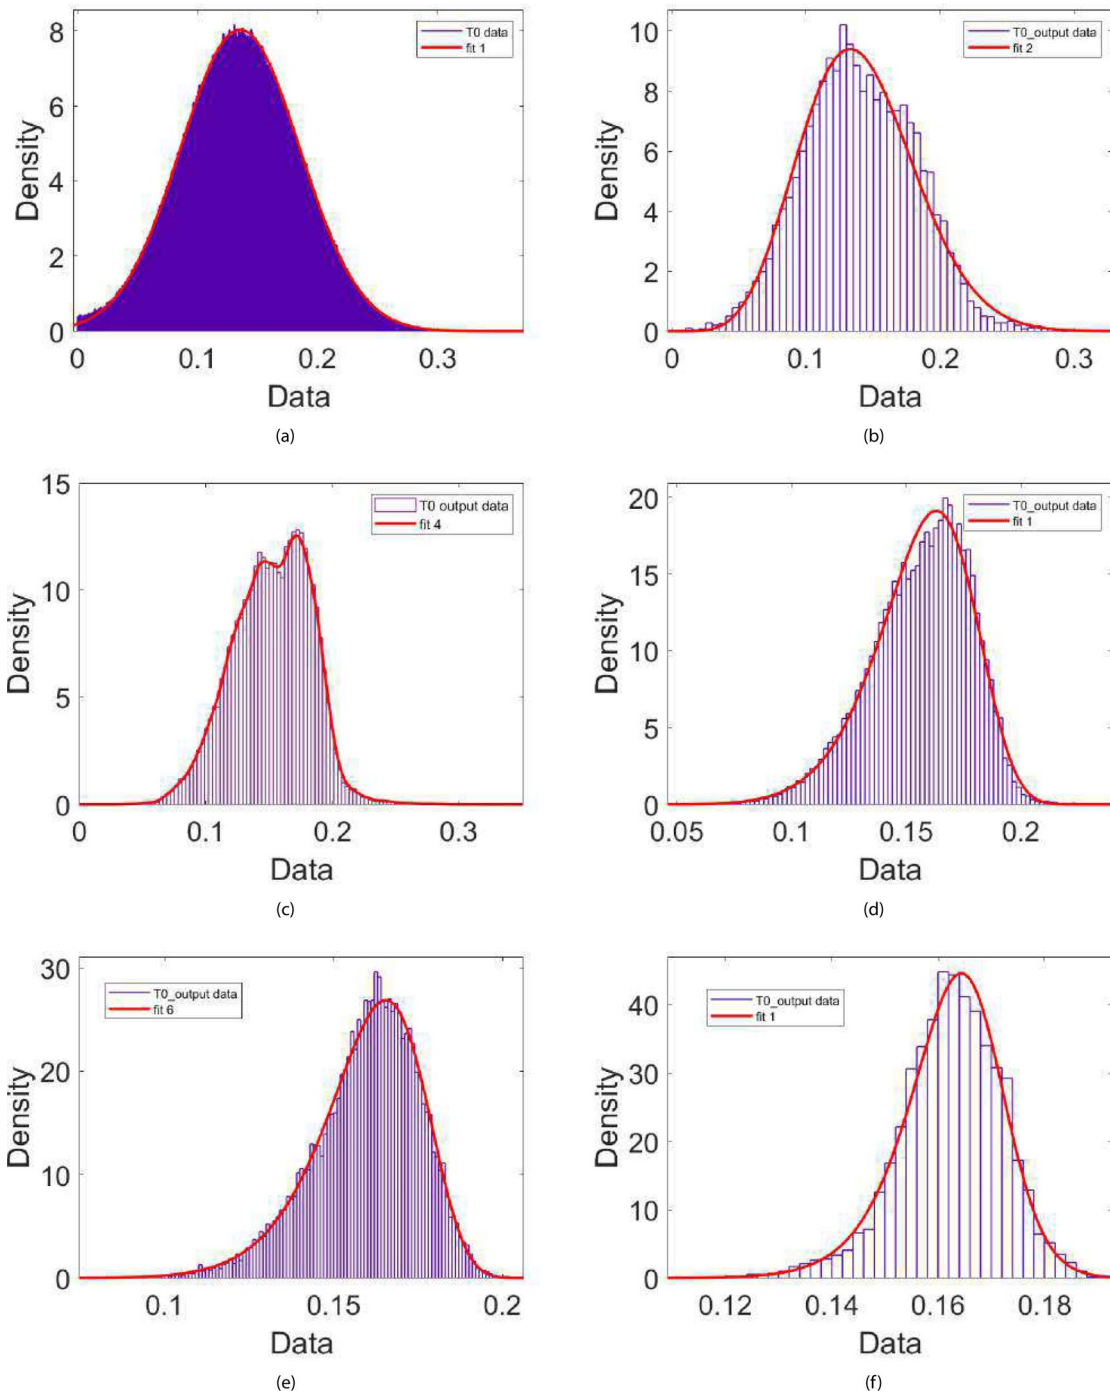 8
6
4
2
0
Density
T0 data
fit 1
0 0.1 0.2 0.3
Data
(a)
10
8
6
4
2
0
Density
T0_output data
fit 2
0 0.1 0.2 0.3
Data
(b)
15
10
5
0
Density
T0 output data
fit 4
0 0.1 0.2 0.3
Data
(c)
20
15
10
5
0
Density
T0_output data
fit 1
0.05 0.1 0.15 0.2
Data
(d)
30
20
10
0
Density
T0_output data
fit 6
0.1 0.15 0.2
Data
(e)
40
30
20
10
0
Density
T0_output data
fit 1
0.12 0.14 0.16 0.18
Data
(f)